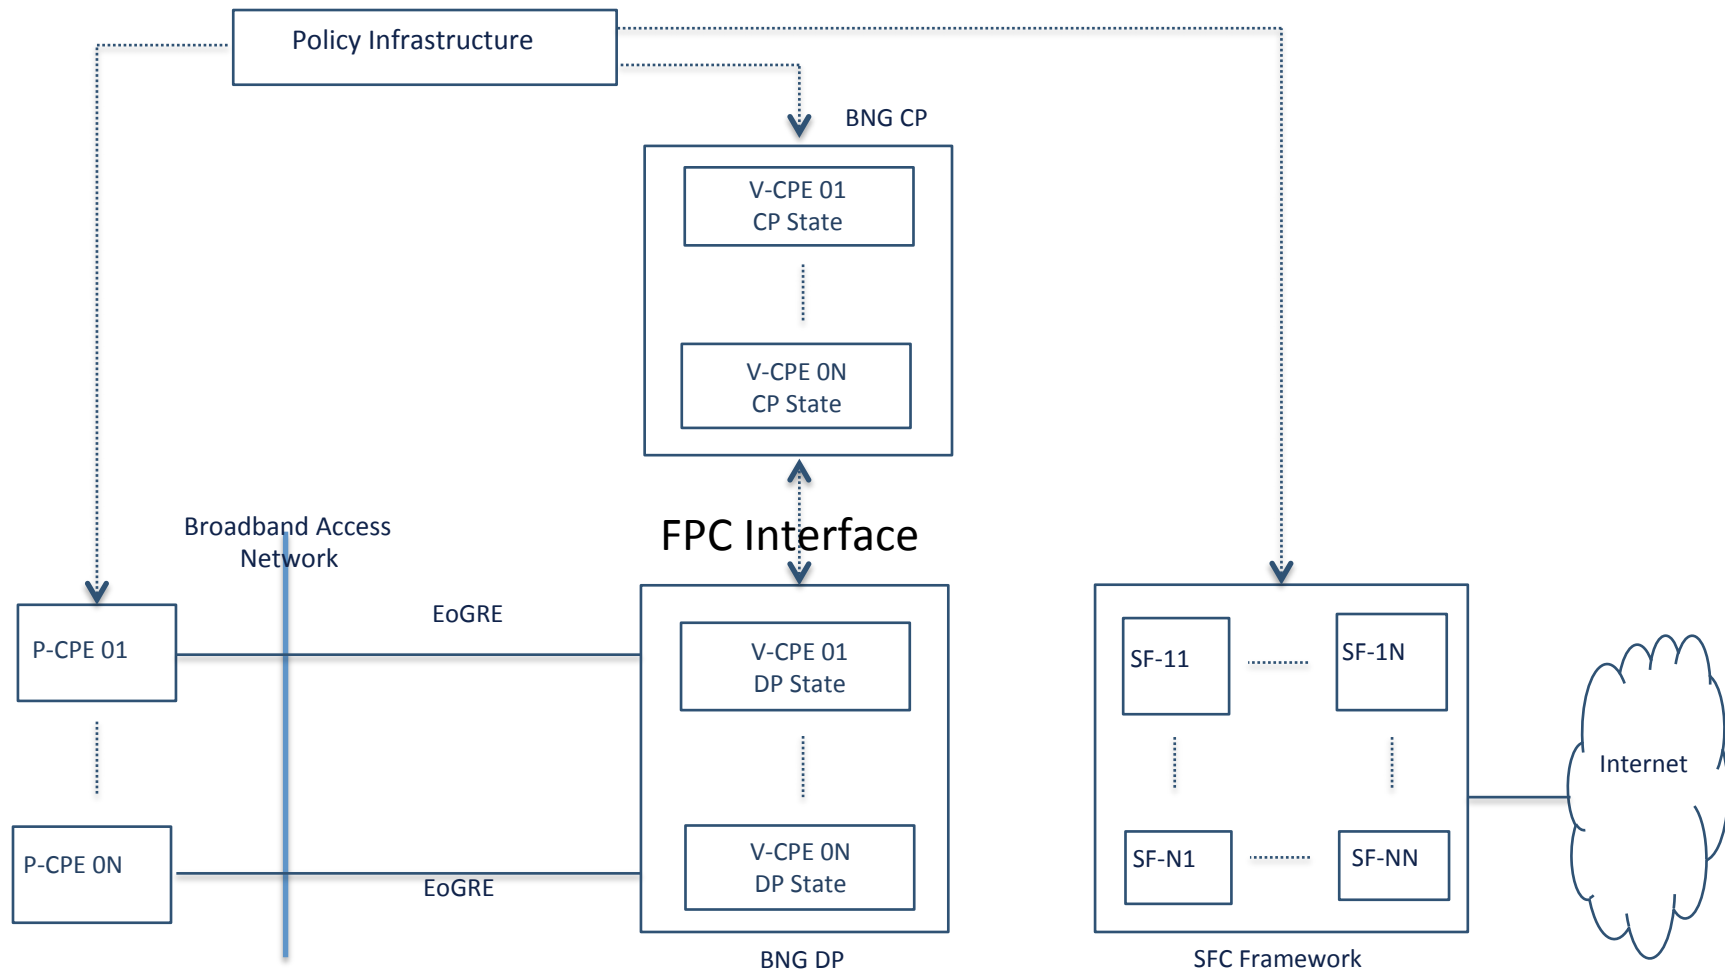 Policy Infrastructure
BNG CP
V-CPE 01
CP State
V-CPE 0N
CP State
Broadband Access
Network
FPC Interface
EoGRE
P-CPE 01
V-CPE 01
DP State
SF-11
SF-1N
Internet
P-CPE 0N
V-CPE 0N
DP State
SF-N1
SF-NN
EoGRE
BNG DP
SFC Framework